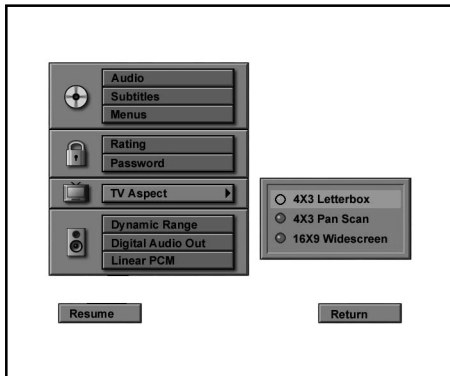 Audio
Subtitles
Menus
Rating
Password
TV Aspect
Dynamic Range
Digital Audio Out
Linear PCM
4X3 Letterbox
4X3 Pan Scan
16X9 Widescreen
Resume
Return